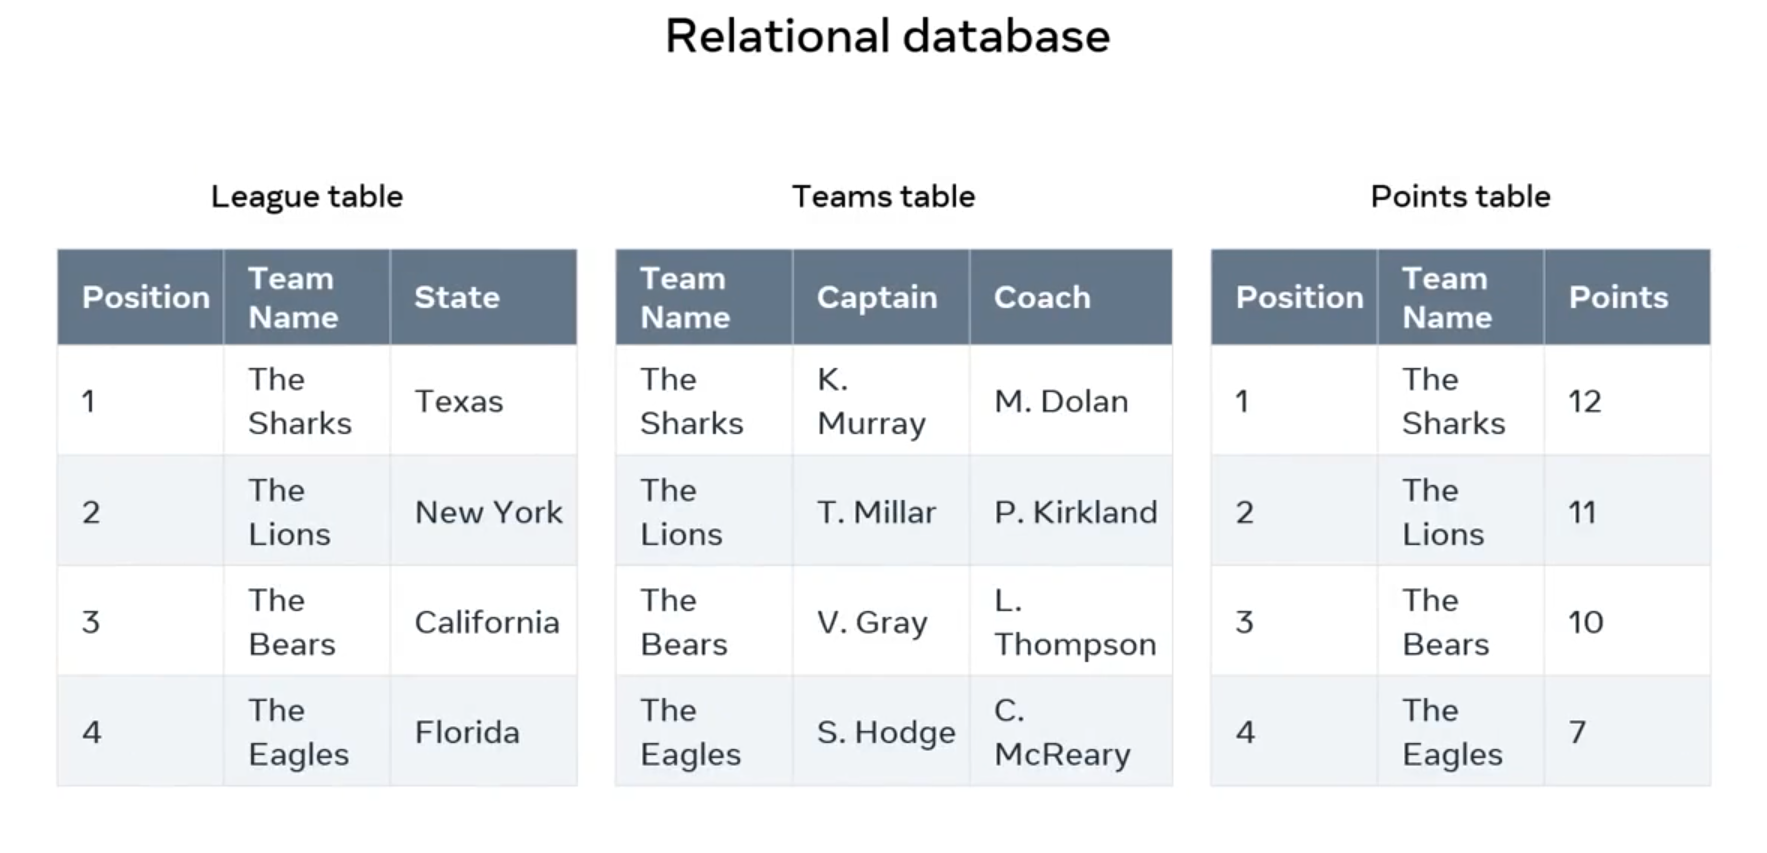 Relational database
League table
Position Team Name State
1 The Sharks Texas
2 The Lions New York
3 The Bears California
4 The Eagles Florida
Teams table
Team Name Captain Coach
The Sharks K. Murray M. Dolan
The Lions T. Millar P. Kirkland
The Bears V. Gray L. Thompson
The Eagles S. Hodge C. McReary
Points table
Position Team Name Points
1 The Sharks 12
2 The Lions 11
3 The Bears 10
4 The Eagles 7